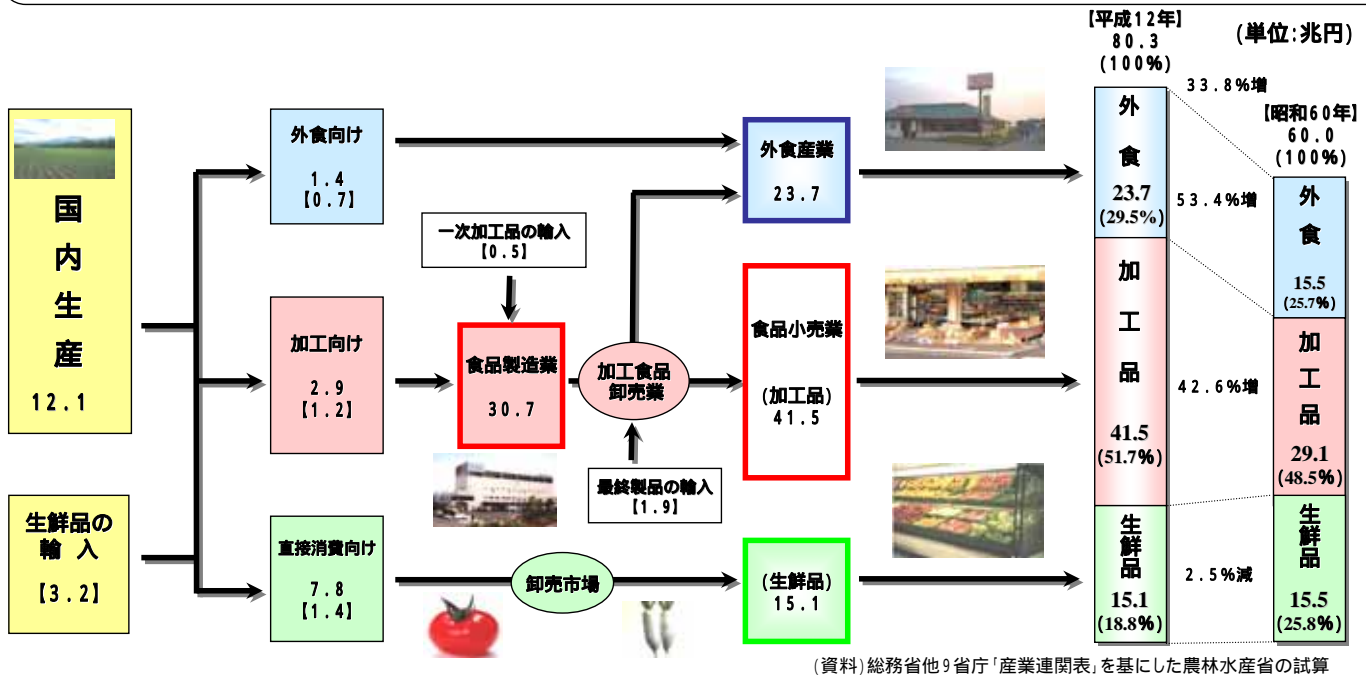 (単位:兆円)
国
内
生
産
12.1
生鮮品の
輸 入
【3.2】
外食向け
1.4
【0.7】
加工向け
2.9
【1.2】
直接消費向け
7.8
【1.4】
一次加工品の輸入
【0.5】
食品製造業
30.7
加工食品
卸売業
最終製品の輸入
【1.9】
卸売市場
外食産業
23.7
食品小売業
(加工品)
41.5
(生鮮品)
15.1
【平成12年】
80.3
(100%)
外
食
23.7
(29.5%)
加
工
品
41.5
(51.7%)
生
鮮
品
15.1
(18.8%)
33.8%増
53.4%増
42.6%増
2.5%減
【昭和60年】
60.0
(100%)
外
食
15.5
(25.7%)
加
工
品
29.1
(48.5%)
生
鮮
品
15.5
(25.8%)
(資料)総務省他9省庁「産業連関表」を基にした農林水産省の試算